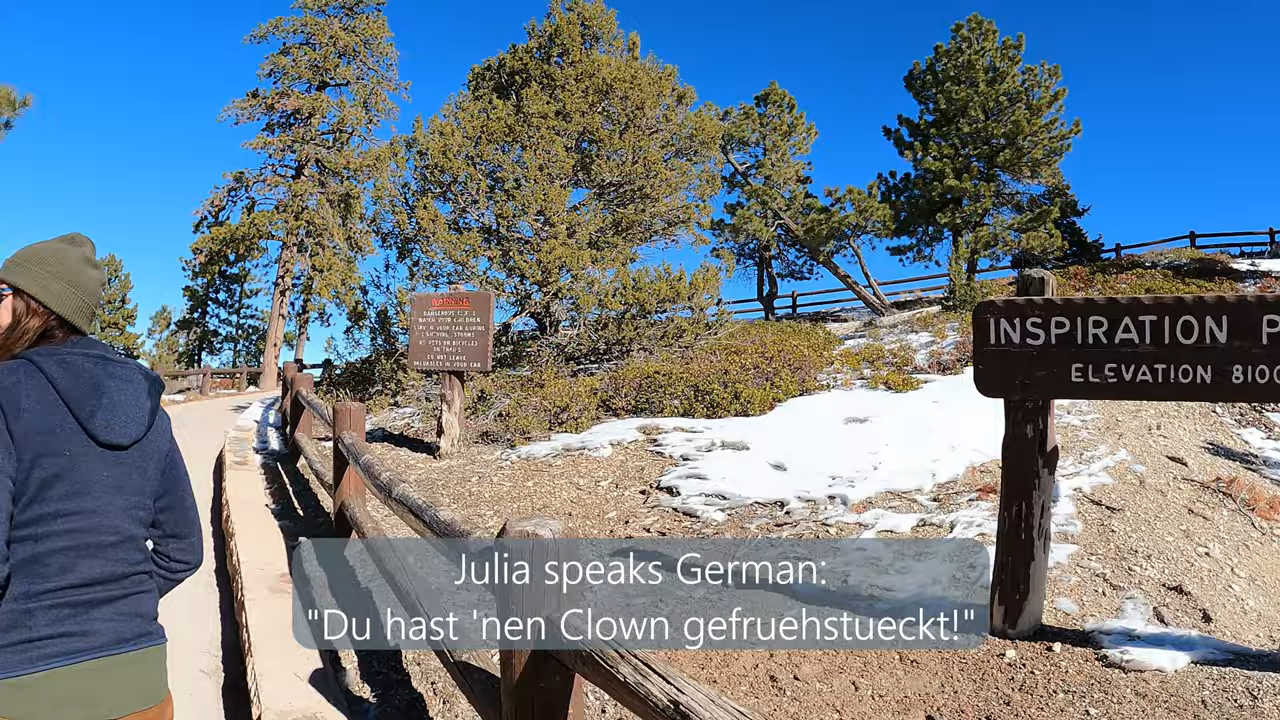 WARNING
DANGEROUS CLIFFS
WATCH YOUR CHILDREN
STAY IN YOUR CAR DURING
LIGHTNING STORMS
NO PETS OR BICYCLES
ON TRAILS
DO NOT LEAVE
VALUABLES IN YOUR CAR
INSPIRATION P
ELEVATION 8100
Julia speaks German:
"Du hast 'nen Clown gefruehstueckt!"